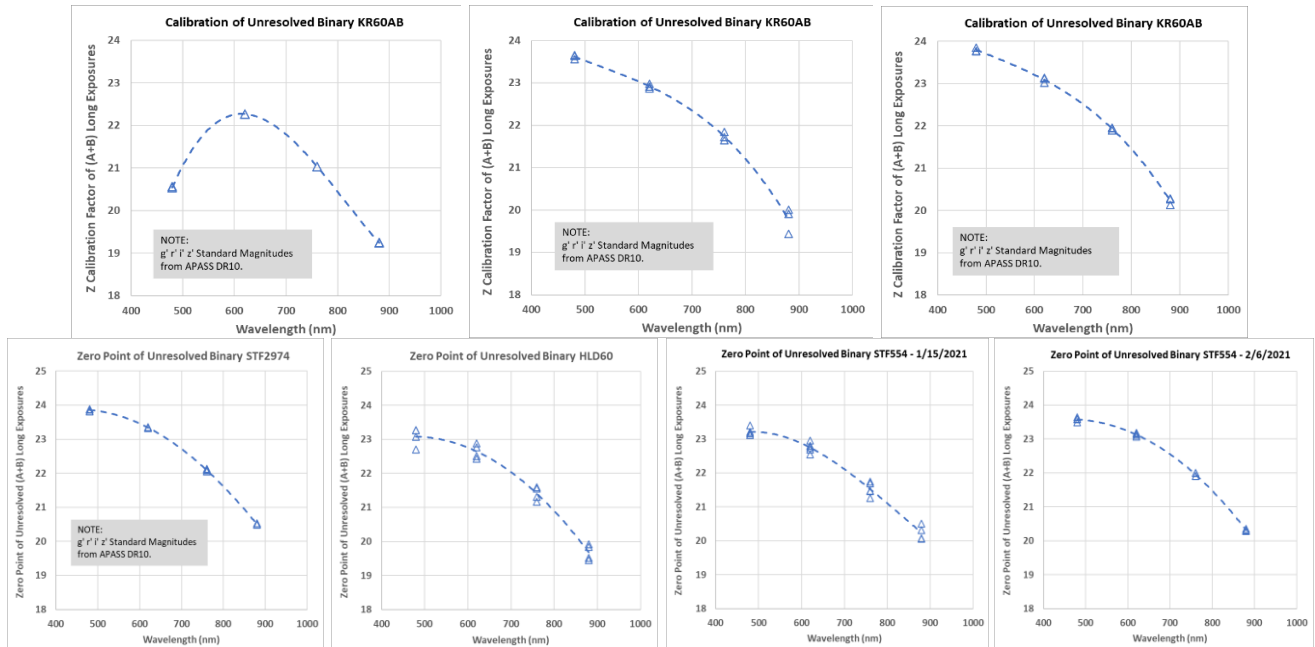 Calibration of Unresolved Binary KR60AB
Z Calibration Factor of (A+B) Long Exposures
24
23
22
21
20
19
18
NOTE:
g' r' i' z' Standard Magnitudes
from APASS DR10.
400 500 600 700 800 900 1000
Wavelength (nm)
Calibration of Unresolved Binary KR60AB
Z Calibration Factor of (A+B) Long Exposures
24
23
22
21
20
19
18
NOTE:
g' r' i' z' Standard Magnitudes
from APASS DR10.
400 500 600 700 800 900 1000
Wavelength (nm)
Calibration of Unresolved Binary KR60AB
Z Calibration Factor of (A+B) Long Exposures
24
23
22
21
20
19
18
NOTE:
g' r' i' z' Standard Magnitudes
from APASS DR10.
400 500 600 700 800 900 1000
Wavelength (nm)
Zero Point of Unresolved Binary STF2974
Zero Point of Unresolved (A+B) Long Exposures
25
24
23
22
21
20
19
18
NOTE:
g' r' i' z' Standard Magnitudes
from APASS DR10.
400 500 600 700 800 900 1000
Wavelength (nm)
Zero Point of Unresolved Binary HLD60
Zero Point of Unresolved (A+B) Long Exposures
25
24
23
22
21
20
19
18
400 500 600 700 800 900 1000
Wavelength (nm)
Zero Point of Unresolved Binary STF554 - 1/15/2021
Zero Point of Unresolved (A+B) Long Exposures
25
24
23
22
21
20
19
18
400 500 600 700 800 900 1000
Wavelength (nm)
Zero Point of Unresolved Binary STF554 - 2/6/2021
Zero Point of Unresolved (A+B) Long Exposures
25
24
23
22
21
20
19
18
400 500 600 700 800 900 1000
Wavelength (nm)